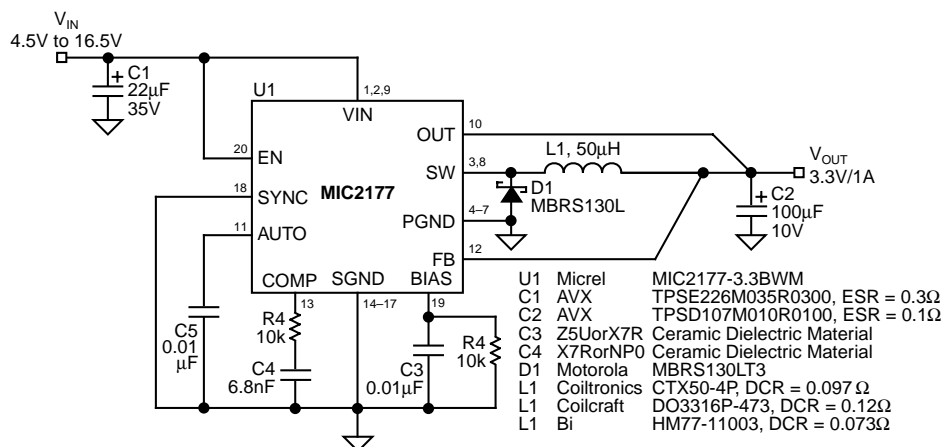 VIN
4.5V to 16.5V
C1
22µF
35V
U1
1,2,9
VIN
OUT
10
L1, 50µH
VOUT
3.3V/1A
20
EN
SW
3,8
18
SYNC
MIC2177
D1
MBRS130L
C2
100µF
10V
PGND
4–7
11
AUTO
FB
12
COMP
SGND
BIAS
13
14–17
19
C5
0.01
µF
R4
10k
C4
6.8nF
C3
0.01µF
R4
10k
U1 Micrel MIC2177-3.3BWM
C1 AVX TPSE226M035R0300, ESR = 0.3Ω
C2 AVX TPSD107M010R0100, ESR = 0.1Ω
C3 Z5UorX7R Ceramic Dielectric Material
C4 X7RorNP0 Ceramic Dielectric Material
D1 Motorola MBRS130LT3
L1 Coiltronics CTX50-4P, DCR = 0.097Ω
L1 Coilcraft DO3316P-473, DCR = 0.12Ω
L1 Bi HM77-11003, DCR = 0.073Ω